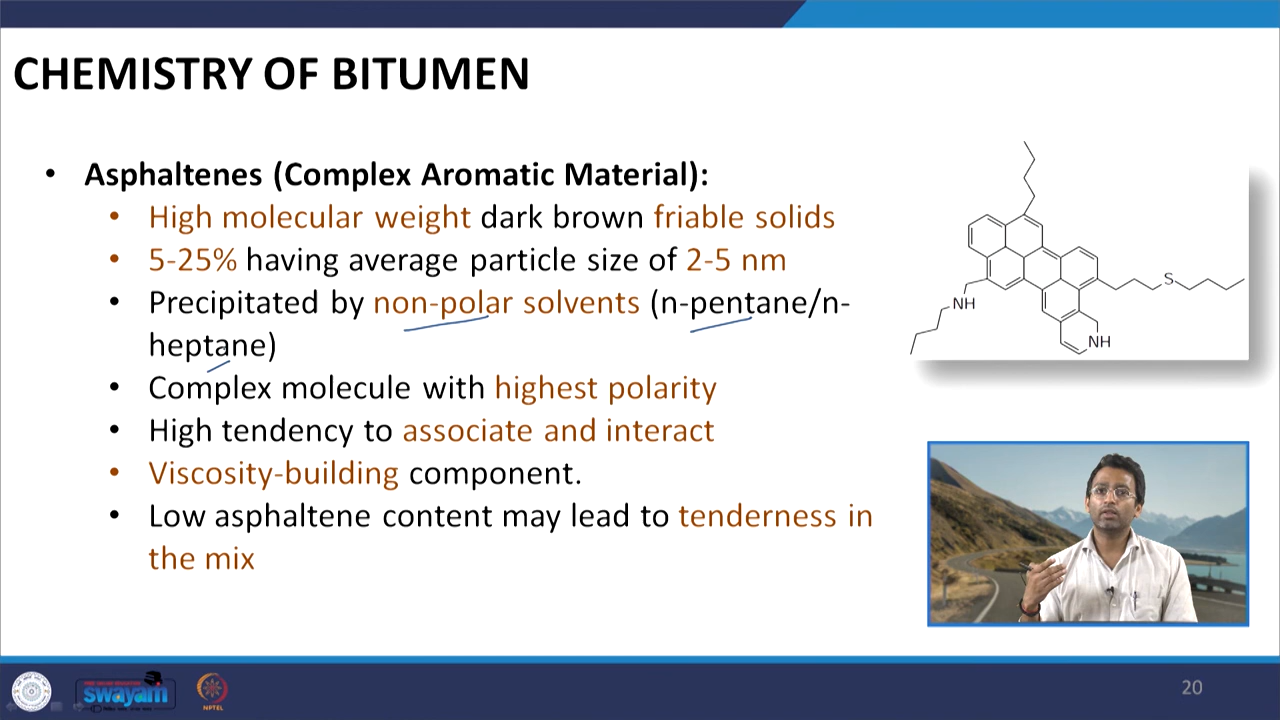 CHEMISTRY OF BITUMEN
• Asphaltenes (Complex Aromatic Material):
• High molecular weight dark brown friable solids
• 5-25% having average particle size of 2-5 nm
• Precipitated by non-polar solvents (n-pentane/n-
heptane)
• Complex molecule with highest polarity
• High tendency to associate and interact
• Viscosity-building component.
• Low asphaltene content may lead to tenderness in
the mix
S
NH
NH
swayam
NPTEL
20